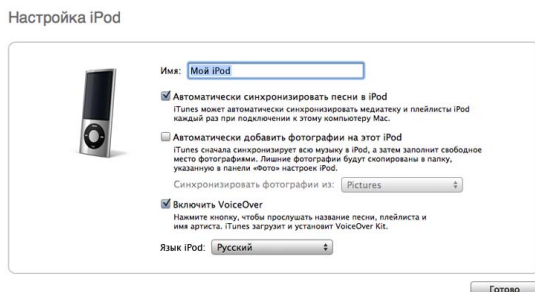 Настройка iPod
Имя: Мой iPod
Автоматически синхронизировать песни в iPod
iTunes может автоматически синхронизировать медиатеку и плейлисты iPod
каждый раз при подключении к этому компьютеру Mac.
Автоматически добавить фотографии на этот iPod
iTunes сначала синхронизирует всю музыку в iPod, а затем заполнит свободное
место фотографиями. Лишние фотографии будут скопированы в папку,
указанную в панели «Фото» настроек iPod.
Синхронизировать фотографии из: Pictures
Включить VoiceOver
Нажмите кнопку, чтобы прослушать название песни, плейлиста и
имя артиста. iTunes загрузит и установит VoiceOver Kit.
Язык iPod: Русский
Готово